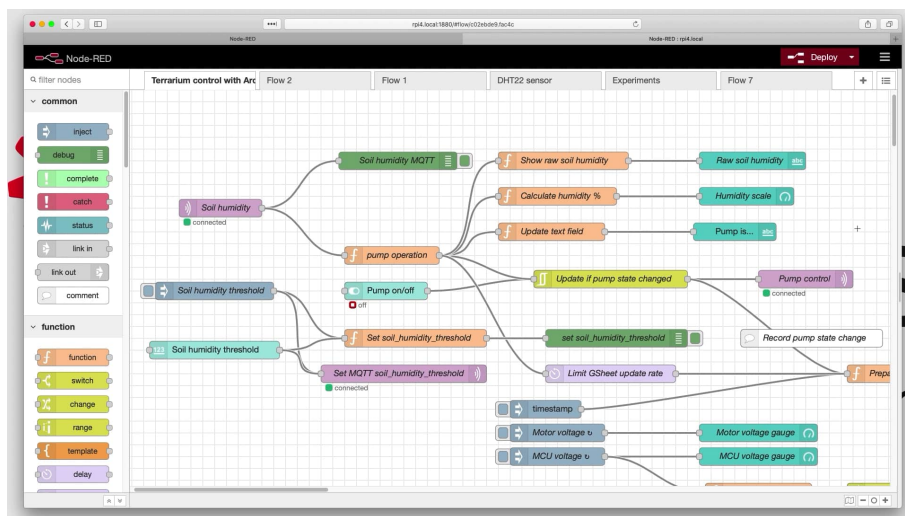 rpi4.local:1880/#flow/c02ebde9.fac4c
Node-RED
Node-RED : rpi4.local
Node-RED
Deploy
filter nodes
Terrarium control with Arc
Flow 2
Flow 1
DHT22 sensor
Experiments
Flow 7
common
inject
debug
complete
catch
status
link in
link out
comment
function
function
switch
change
range
template
delay
Soil humidity MQTT
Show raw soil humidity
Raw soil humidity
abc
Calculate humidity %
Humidity scale
Soil humidity
connected
Update text field
Pump is...
abc
pump operation
Update if pump state changed
Pump control
connected
Soil humidity threshold
Pump on/off
off
Set soil_humidity_threshold
set soil_humidity_threshold
Record pump state change
123
Soil humidity threshold
Set MQTT soil_humidity_threshold
connected
Limit GSheet update rate
Prepa
timestamp
Motor voltage ↻
Motor voltage gauge
MCU voltage ↻
MCU voltage gauge